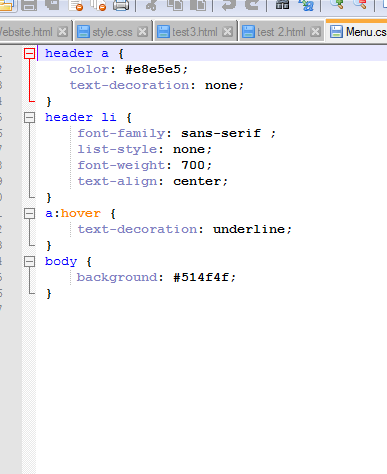 ebsite.html style.css test3.html test 2.html Menu.cs
header a {
color: #e8e5e5;
text-decoration: none;
}
header li {
font-family: sans-serif ;
list-style: none;
font-weight: 700;
text-align: center;
}
a:hover {
text-decoration: underline;
}
body {
background: #514f4f;
}